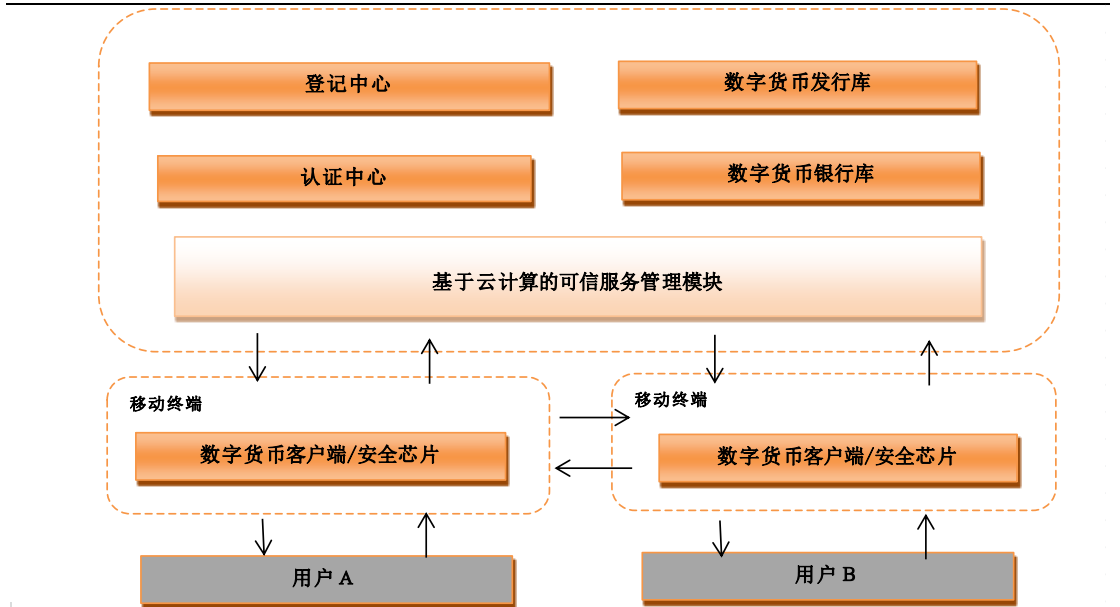 登记中心
数字货币发行库
认证中心
数字货币银行库
基于云计算的可信服务管理模块
移动终端
移动终端
数字货币客户端/安全芯片
数字货币客户端/安全芯片
用户 A
用户 B